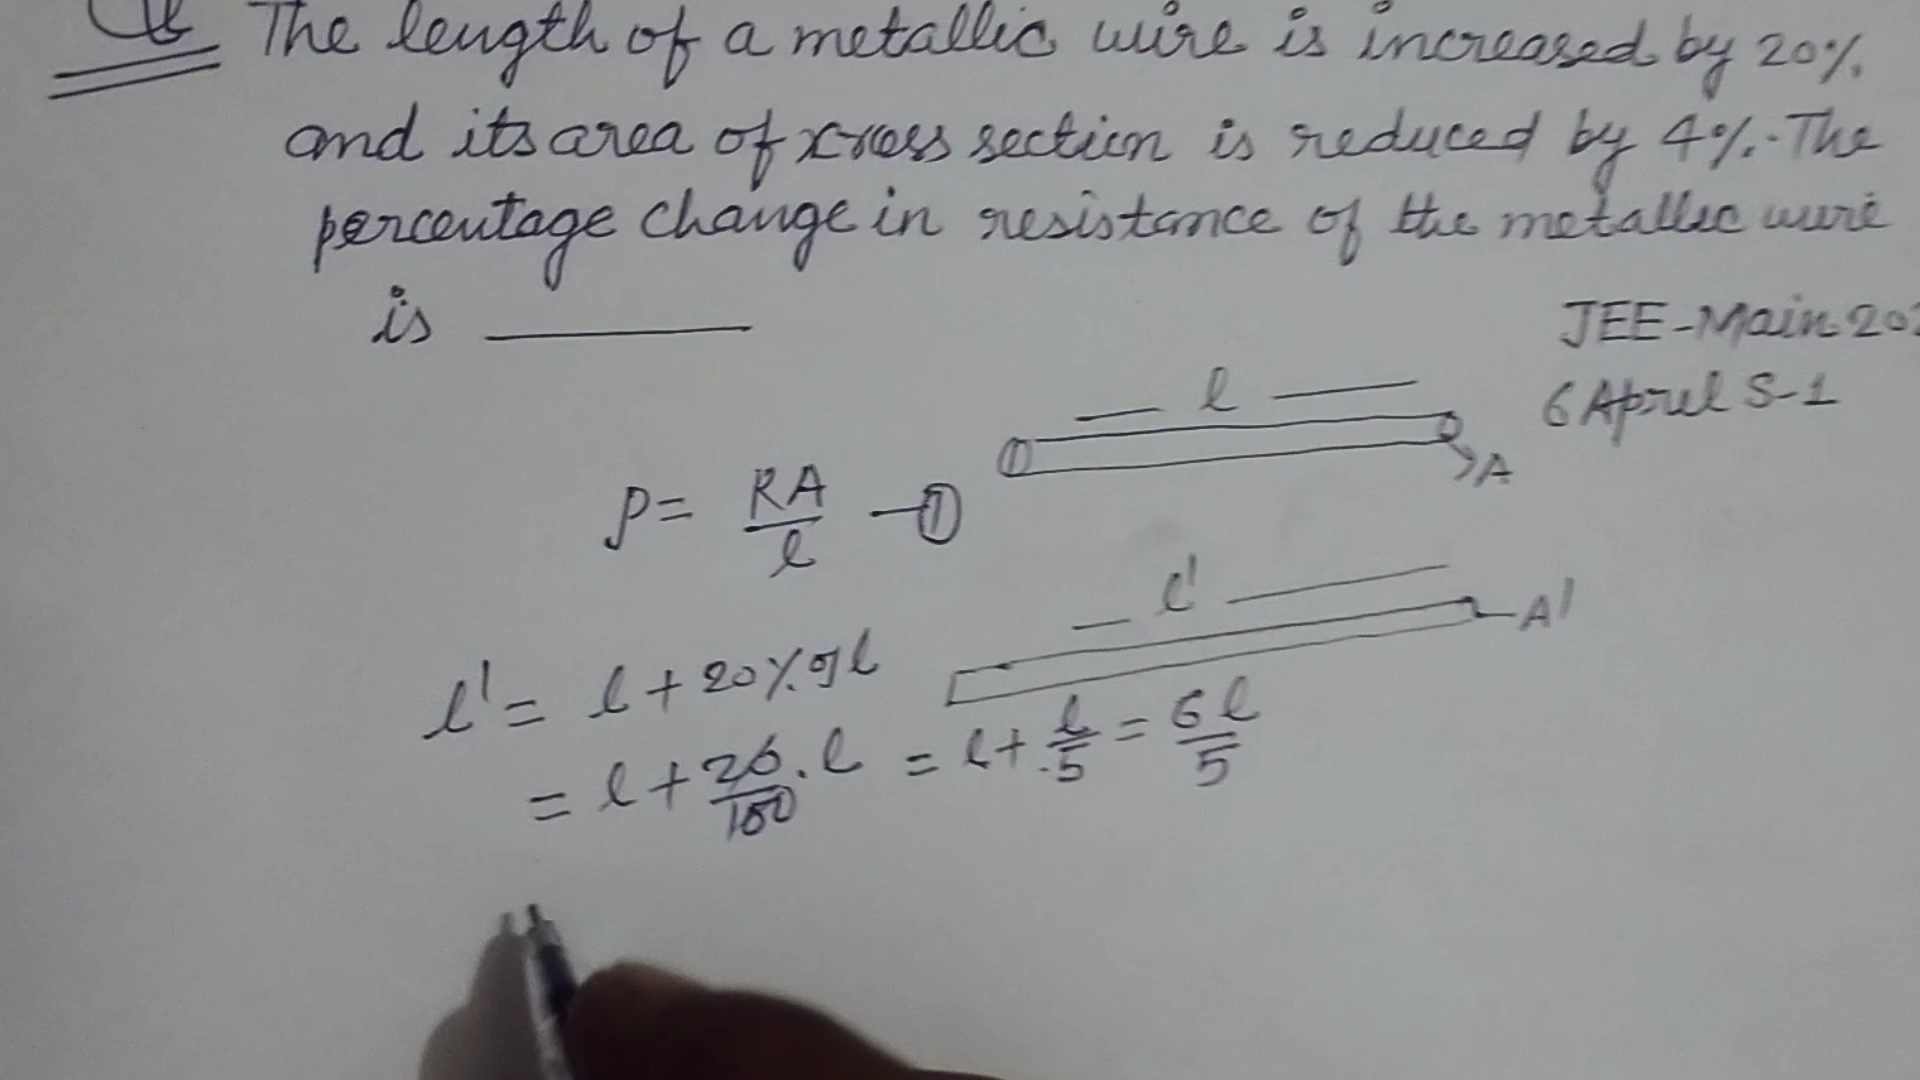 The length of a metallic wire is increased by 20%
and its area of cross section is reduced by 4%. The
percentage change in resistance of the metallic wire
is
JEE-Main 202
6 April S-1
l
A
ρ = RA/l - ①
l'
A'
l' = l + 20% of l
= l + 20/100 . l = l + l/5 = 6l/5